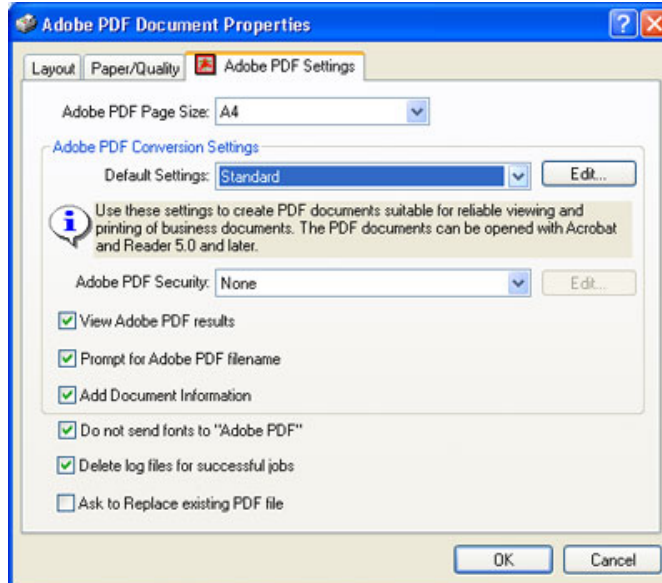 Adobe PDF Document Properties
Layout Paper/Quality Adobe PDF Settings
Adobe PDF Page Size: A4
Adobe PDF Conversion Settings
Default Settings: Standard Edit...
Use these settings to create PDF documents suitable for reliable viewing and
printing of business documents. The PDF documents can be opened with Acrobat
and Reader 5.0 and later.
Adobe PDF Security: None Edit...
View Adobe PDF results
Prompt for Adobe PDF filename
Add Document Information
Do not send fonts to "Adobe PDF"
Delete log files for successful jobs
Ask to Replace existing PDF file
OK Cancel